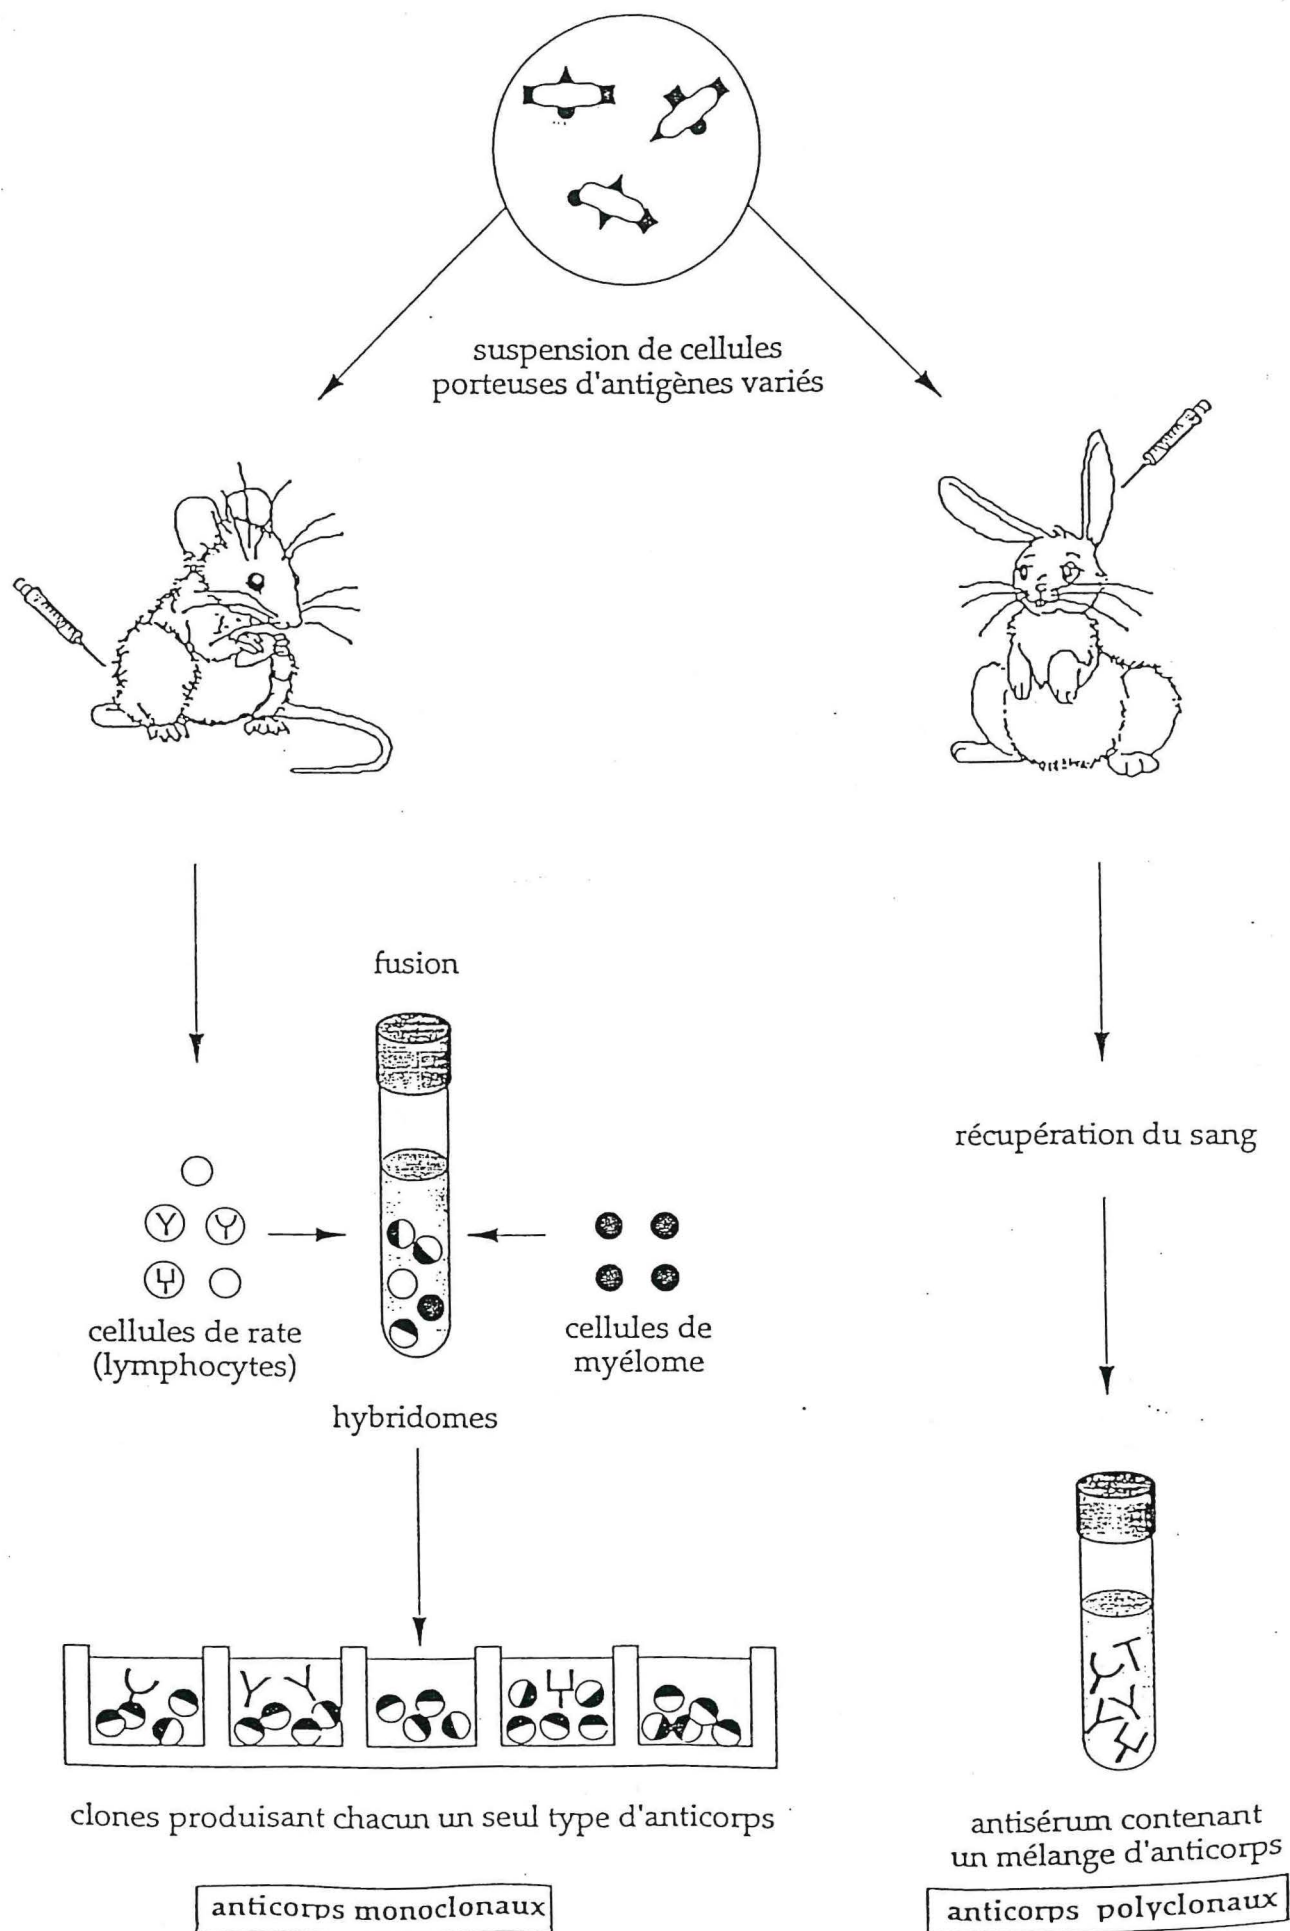 suspension de cellules
porteuses d'antigènes variés
fusion
cellules de rate
(lymphocytes)
cellules de
myélome
hybridomes
clones produisant chacun un seul type d'anticorps
anticorps monoclonaux
récupération du sang
antisérum contenant
un mélange d'anticorps
anticorps polyclonaux